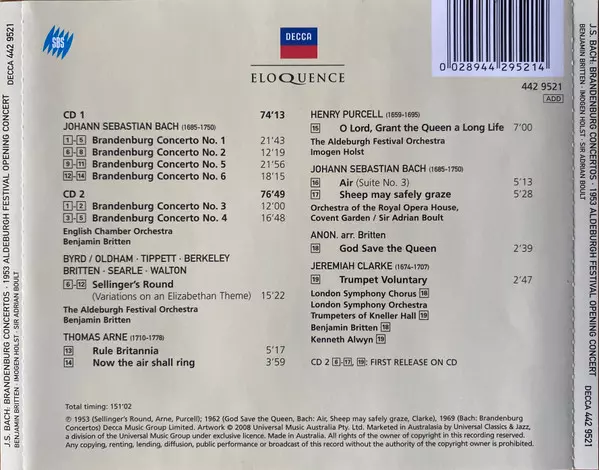 J.S. BACH: BRANDENBURG CONCERTOS · 1953 ALDEBURGH FESTIVAL OPENING CONCERT
BENJAMIN BRITTEN · IMOGEN HOLST · SIR ADRIAN BOULT
DECCA 442 9521
SBS
DECCA
ELOQUENCE
0 028944 295214
442 9521
ADD
CD 1 74'13
JOHANN SEBASTIAN BACH (1685-1750)
1-5 Brandenburg Concerto No. 1 21'43
6-8 Brandenburg Concerto No. 2 12'19
9-11 Brandenburg Concerto No. 5 21'56
12-14 Brandenburg Concerto No. 6 18'15
CD 2 76'49
1-2 Brandenburg Concerto No. 3 12'00
3-5 Brandenburg Concerto No. 4 16'48
English Chamber Orchestra
Benjamin Britten
BYRD / OLDHAM · TIPPETT · BERKELEY
BRITTEN · SEARLE · WALTON
6-12 Sellinger's Round
(Variations on an Elizabethan Theme) 15'22
The Aldeburgh Festival Orchestra
Benjamin Britten
THOMAS ARNE (1710-1778)
13 Rule Britannia 5'17
14 Now the air shall ring 3'59
HENRY PURCELL (1659-1695)
15 O Lord, Grant the Queen a Long Life 7'00
The Aldeburgh Festival Orchestra
Imogen Holst
JOHANN SEBASTIAN BACH (1685-1750)
16 Air (Suite No. 3) 5'13
17 Sheep may safely graze 5'28
Orchestra of the Royal Opera House,
Covent Garden / Sir Adrian Boult
ANON. arr. Britten
18 God Save the Queen 2'39
JEREMIAH CLARKE (1674-1707)
19 Trumpet Voluntary 2'47
London Symphony Chorus 18
London Symphony Orchestra
Trumpeters of Kneller Hall 19
Benjamin Britten 18
Kenneth Alwyn 19
CD 2 6-17, 19: FIRST RELEASE ON CD
Total timing: 151'02
℗ 1953 (Sellinger's Round, Arne, Purcell); 1962 (God Save the Queen, Bach: Air, Sheep may safely graze, Clarke), 1969 (Bach: Brandenburg
Concertos) Decca Music Group Limited. Artwork © 2008 Universal Music Australia Pty. Ltd. Marketed in Australasia by Universal Classics & Jazz,
a division of the Universal Music Group under exclusive licence. Made in Australia. All rights of the owner of copyright in this recording reserved.
Any copying, renting, lending, diffusion, public performance or broadcast of this record without the authority of the owner of copyright is prohibited.
J.S. BACH: BRANDENBURG CONCERTOS · 1953 ALDEBURGH FESTIVAL OPENING CONCERT
BENJAMIN BRITTEN · IMOGEN HOLST · SIR ADRIAN BOULT
DECCA 442 9521